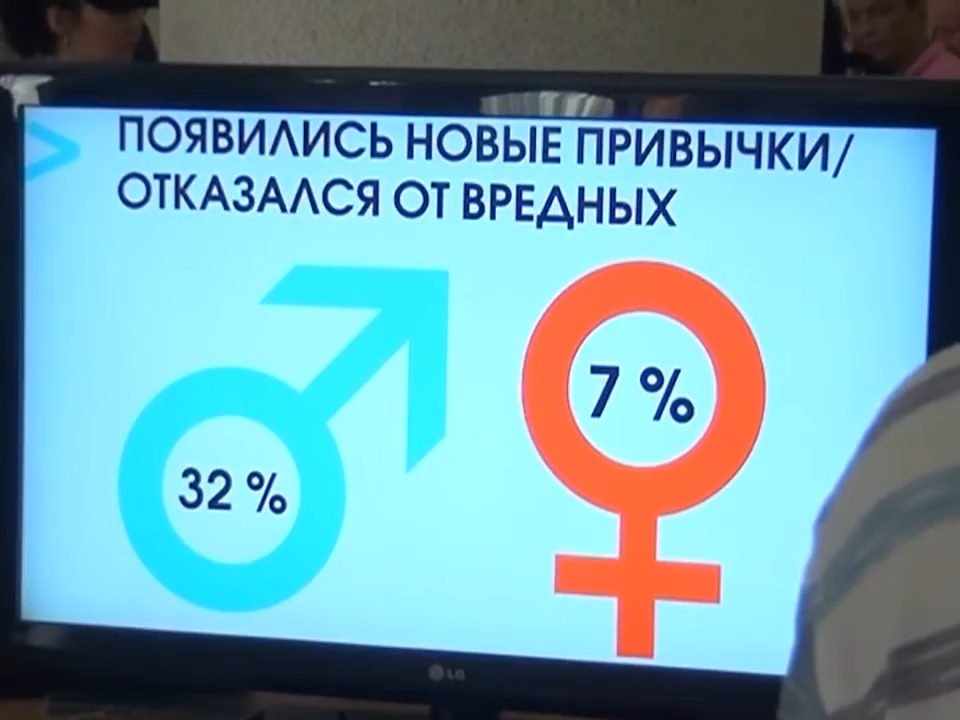 ПОЯВИЛИСЬ НОВЫЕ ПРИВЫЧКИ/
ОТКАЗАЛСЯ ОТ ВРЕДНЫХ
7 %
32 %
LG